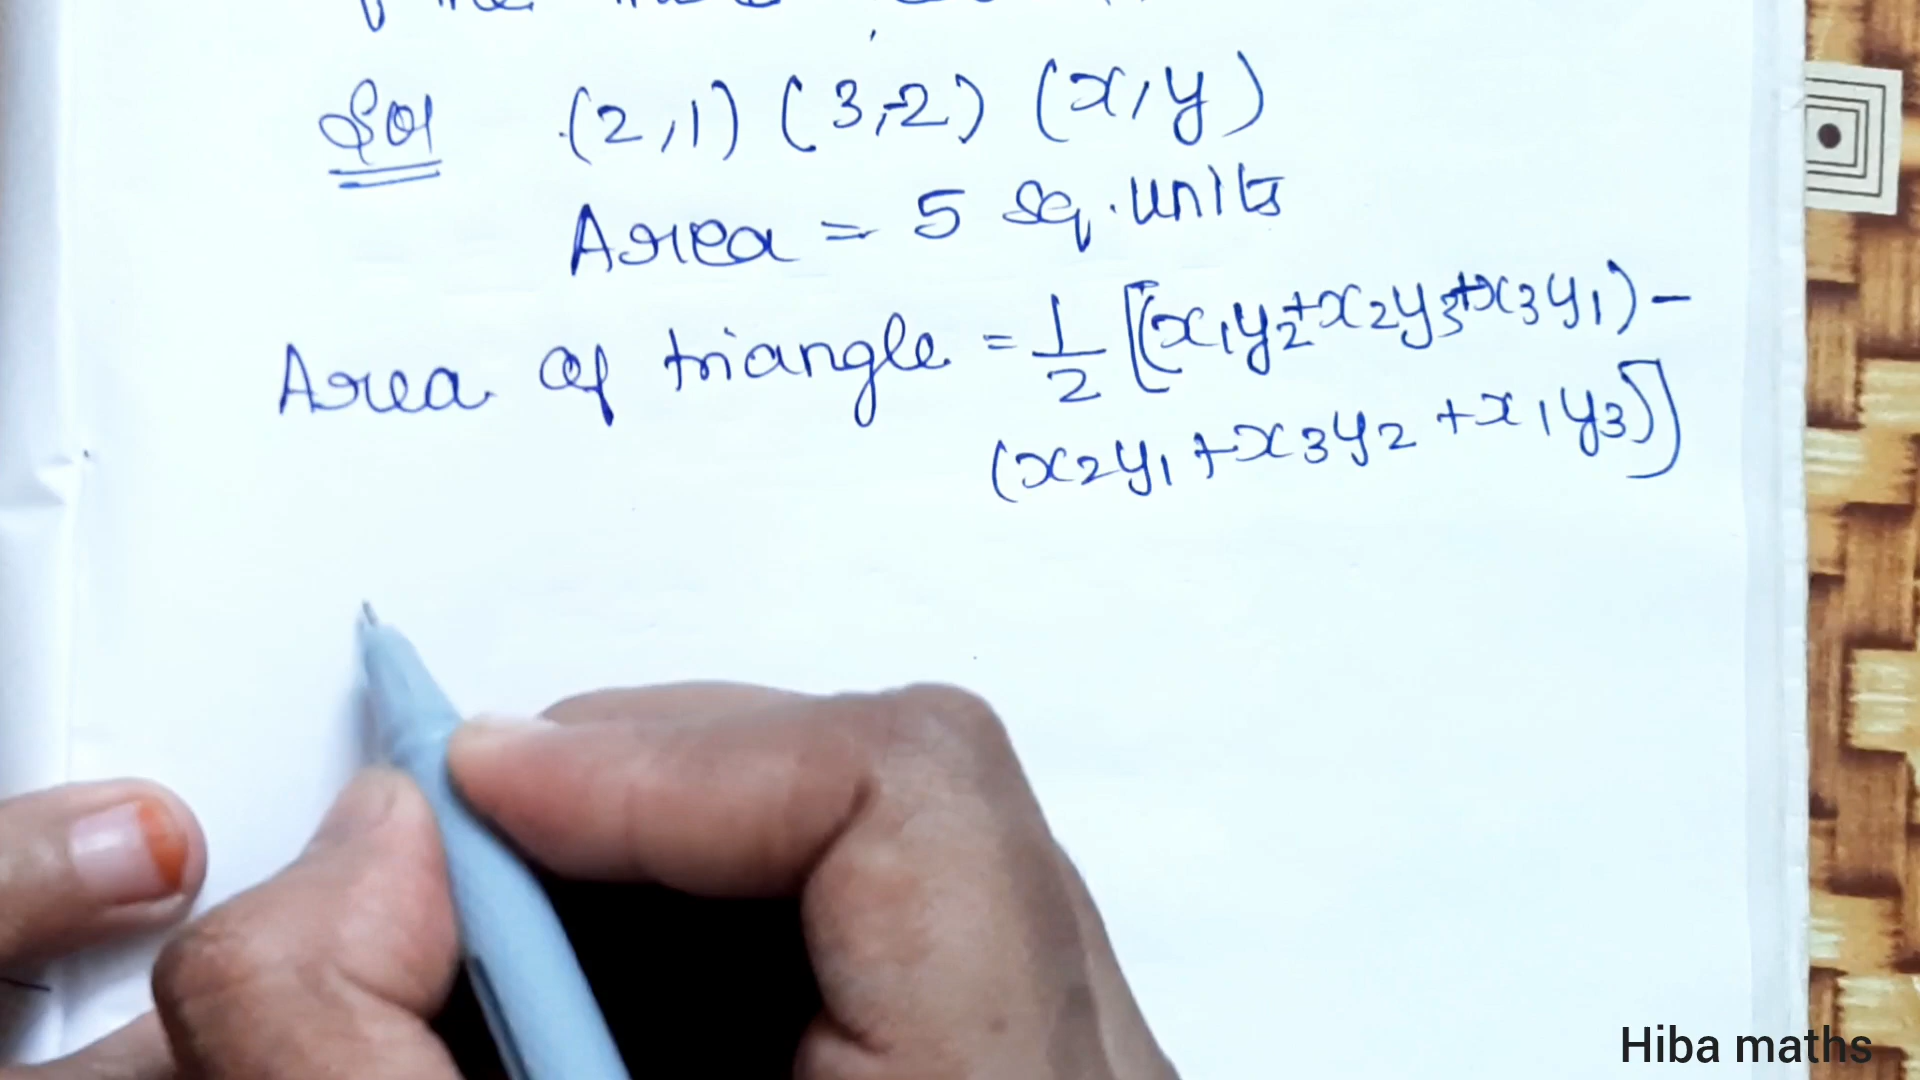 Sol (2,1) (3,-2) (x,y)
Area = 5 sq.units
Area of triangle = 1/2 [(x1y2+x2y3+x3y1) -
(x2y1+x3y2+x1y3)]
Hiba maths